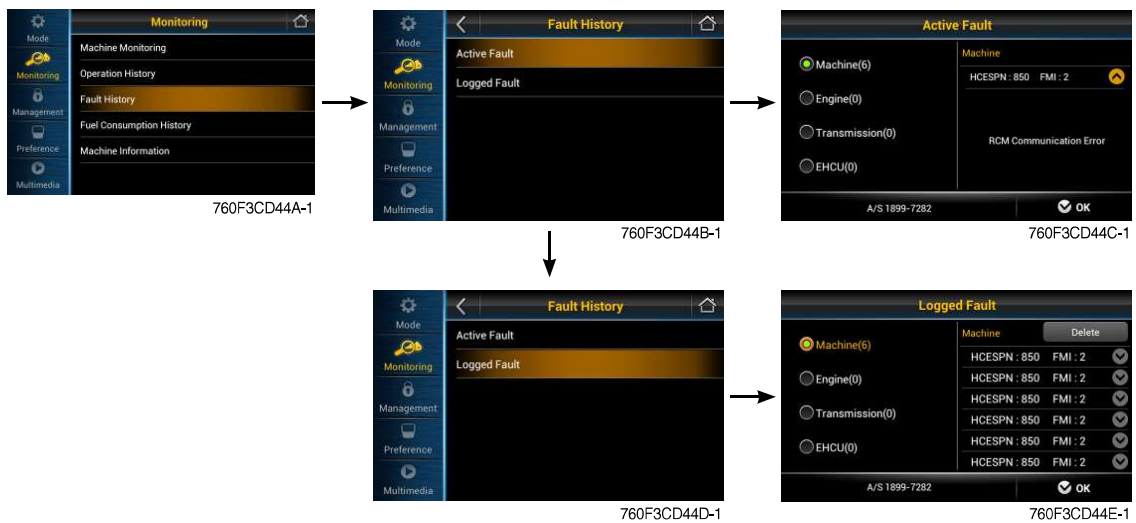 Monitoring
Mode
Monitoring
Management
Preference
Multimedia
Machine Monitoring
Operation History
Fault History
Fuel Consumption History
Machine Information
760F3CD44A-1
Fault History
Mode
Monitoring
Management
Preference
Multimedia
Active Fault
Logged Fault
760F3CD44B-1
Active Fault
Machine(6)
Engine(0)
Transmission(0)
EHCU(0)
Machine
HCESPN : 850 FMI : 2
RCM Communication Error
A/S 1899-7282
OK
760F3CD44C-1
Fault History
Mode
Monitoring
Management
Preference
Multimedia
Active Fault
Logged Fault
760F3CD44D-1
Logged Fault
Machine(6)
Engine(0)
Transmission(0)
EHCU(0)
Machine Delete
HCESPN : 850 FMI : 2
HCESPN : 850 FMI : 2
HCESPN : 850 FMI : 2
HCESPN : 850 FMI : 2
HCESPN : 850 FMI : 2
HCESPN : 850 FMI : 2
A/S 1899-7282
OK
760F3CD44E-1